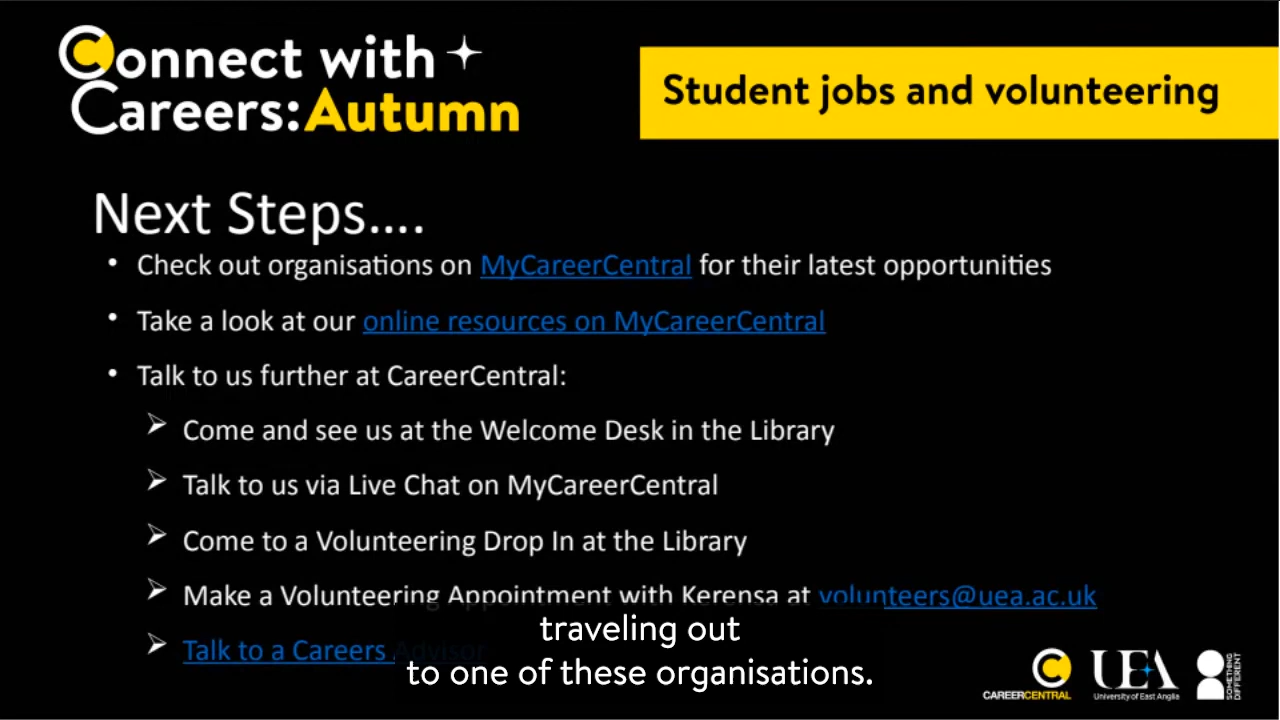 Connect with
Careers: Autumn
Student jobs and volunteering
Next Steps....
• Check out organisations on MyCareerCentral for their latest opportunities
• Take a look at our online resources on MyCareerCentral
• Talk to us further at CareerCentral:
➢ Come and see us at the Welcome Desk in the Library
➢ Talk to us via Live Chat on MyCareerCentral
➢ Come to a Volunteering Drop In at the Library
➢ Make a Volunteering Appointment with Kerensa at volunteers@uea.ac.uk
➢ Talk to a Careers Advisor
traveling out
to one of these organisations.
CAREERCENTRAL
UEA
University of East Anglia
SOMETHING
DIFFERENT